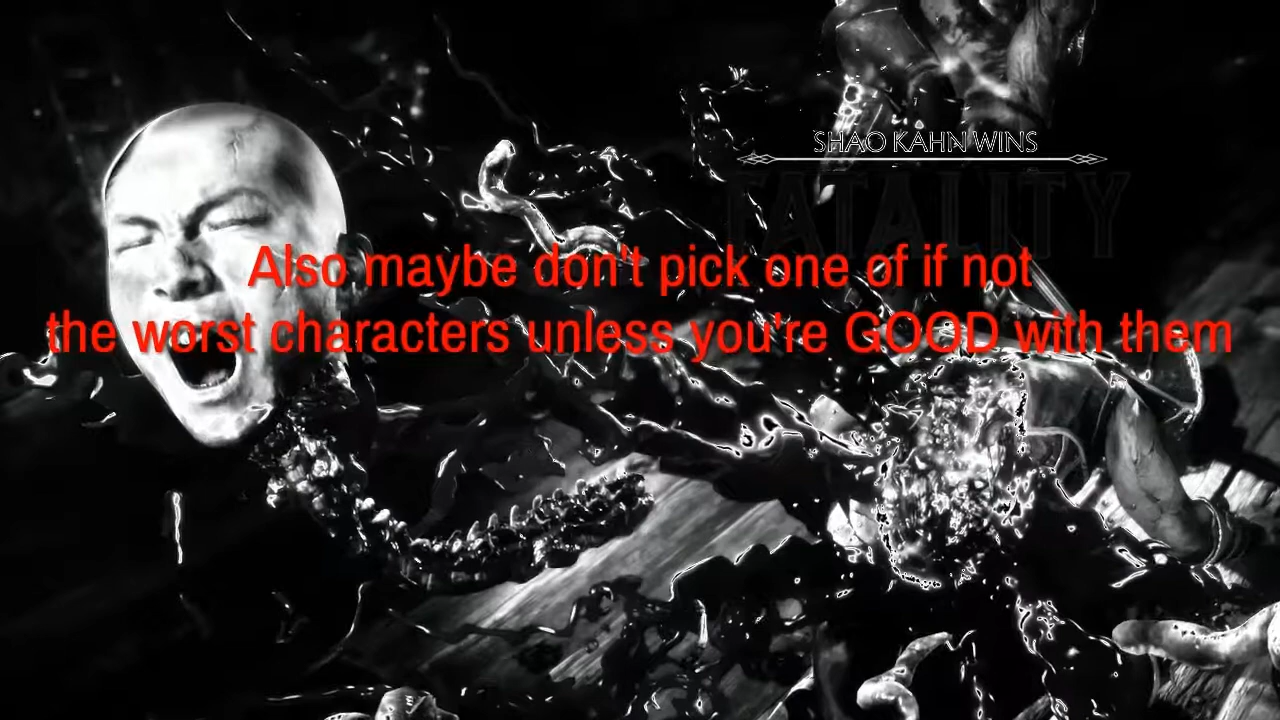 SHAO KAHN WINS
FATALITY
Also maybe don't pick one of if not
the worst characters unless you're GOOD with them